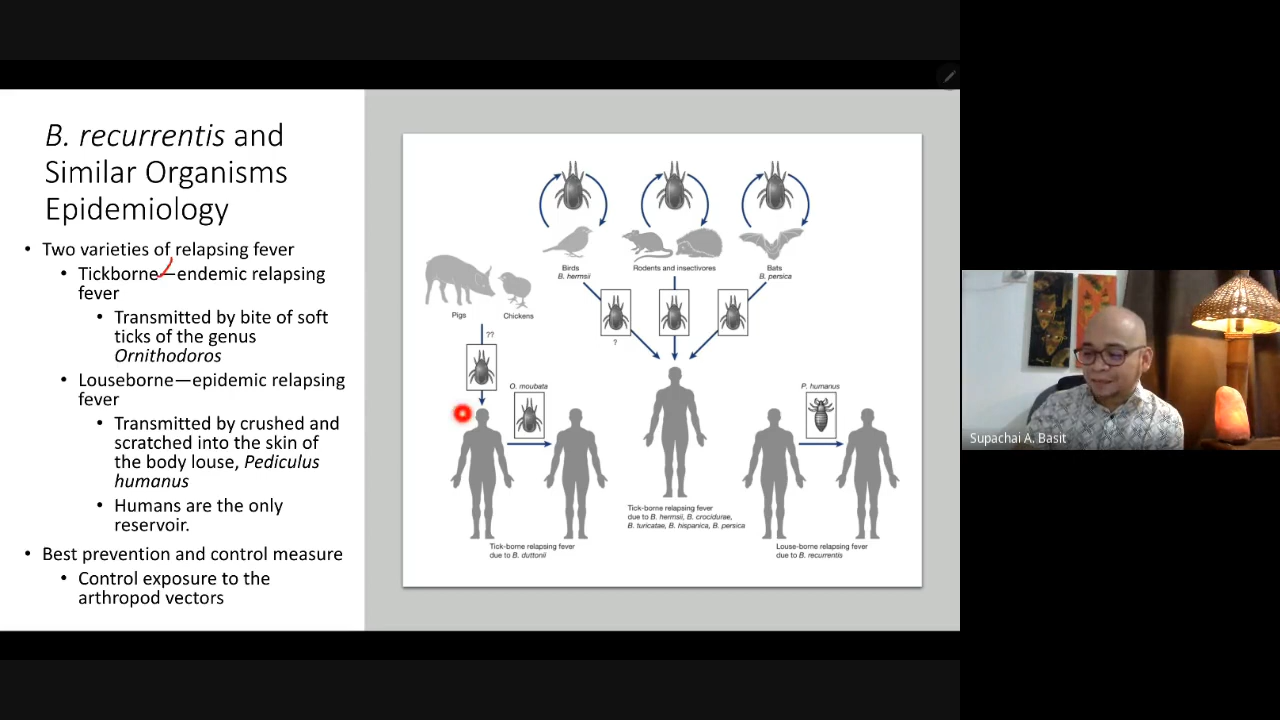 B. recurrentis and
Similar Organisms
Epidemiology
• Two varieties of relapsing fever
• Tickborne—endemic relapsing
fever
• Transmitted by bite of soft
ticks of the genus
Ornithodoros
• Louseborne—epidemic relapsing
fever
• Transmitted by crushed and
scratched into the skin of
the body louse, Pediculus
humanus
• Humans are the only
reservoir.
• Best prevention and control measure
• Control exposure to the
arthropod vectors
Birds
B. hermsii
Rodents and insectivores
Bats
B. persica
Pigs
Chickens
??
?
O. moubata
P. humanus
Tick-borne relapsing fever
due to B. duttonii
Tick-borne relapsing fever
due to B. hermsii, B. crocidurae,
B. turicatae, B. hispanica, B. persica
Louse-borne relapsing fever
due to B. recurrentis
Supachai A. Basit